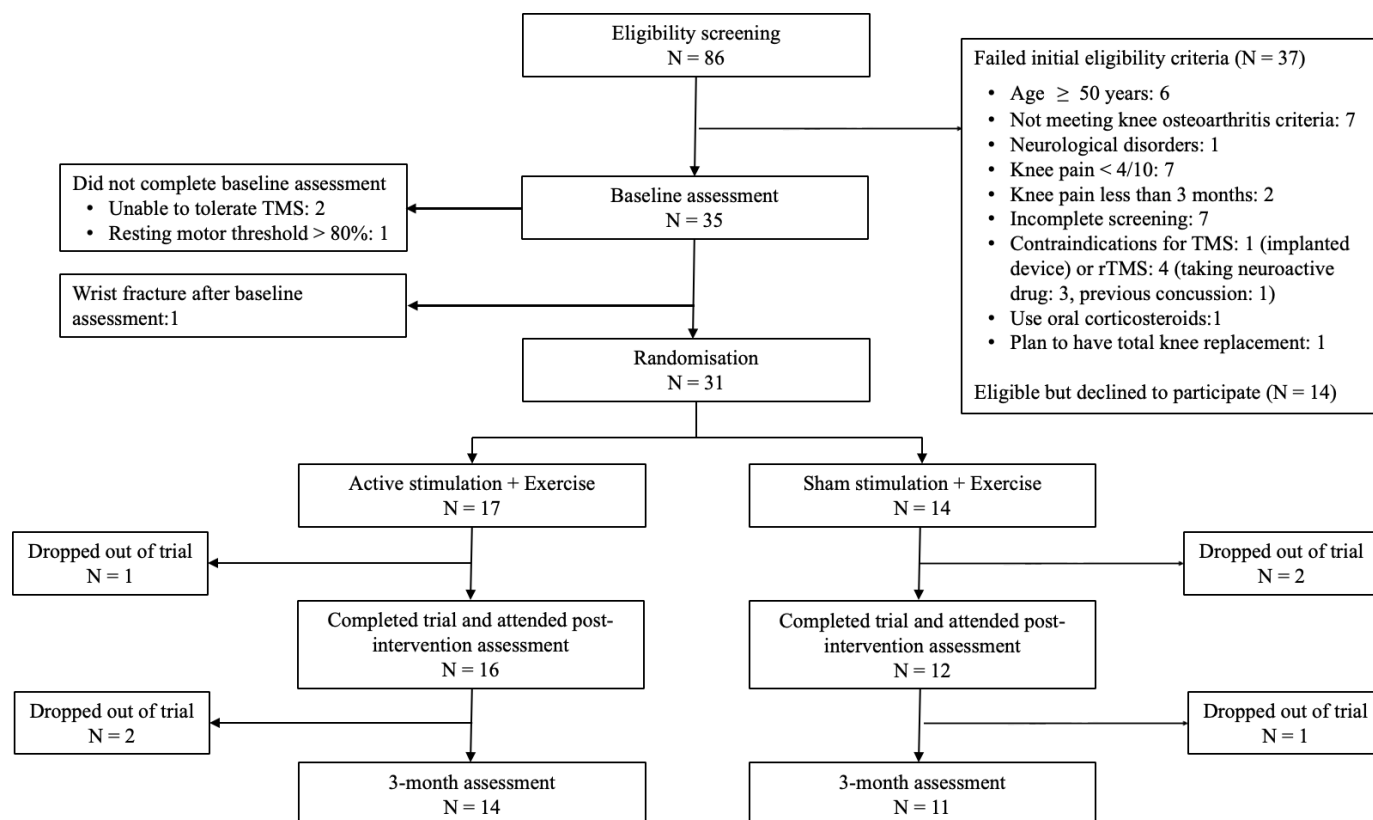 Eligibility screening
N = 86
Failed initial eligibility criteria (N = 37)
• Age ≥ 50 years: 6
• Not meeting knee osteoarthritis criteria: 7
• Neurological disorders: 1
• Knee pain < 4/10: 7
• Knee pain less than 3 months: 2
• Incomplete screening: 7
• Contraindications for TMS: 1 (implanted
device) or rTMS: 4 (taking neuroactive
drug: 3, previous concussion: 1)
• Use oral corticosteroids:1
• Plan to have total knee replacement: 1
Eligible but declined to participate (N = 14)
Did not complete baseline assessment
• Unable to tolerate TMS: 2
• Resting motor threshold > 80%: 1
Baseline assessment
N = 35
Wrist fracture after baseline
assessment:1
Randomisation
N = 31
Active stimulation + Exercise
N = 17
Sham stimulation + Exercise
N = 14
Dropped out of trial
N = 1
Dropped out of trial
N = 2
Completed trial and attended post-
intervention assessment
N = 16
Completed trial and attended post-
intervention assessment
N = 12
Dropped out of trial
N = 2
Dropped out of trial
N = 1
3-month assessment
N = 14
3-month assessment
N = 11